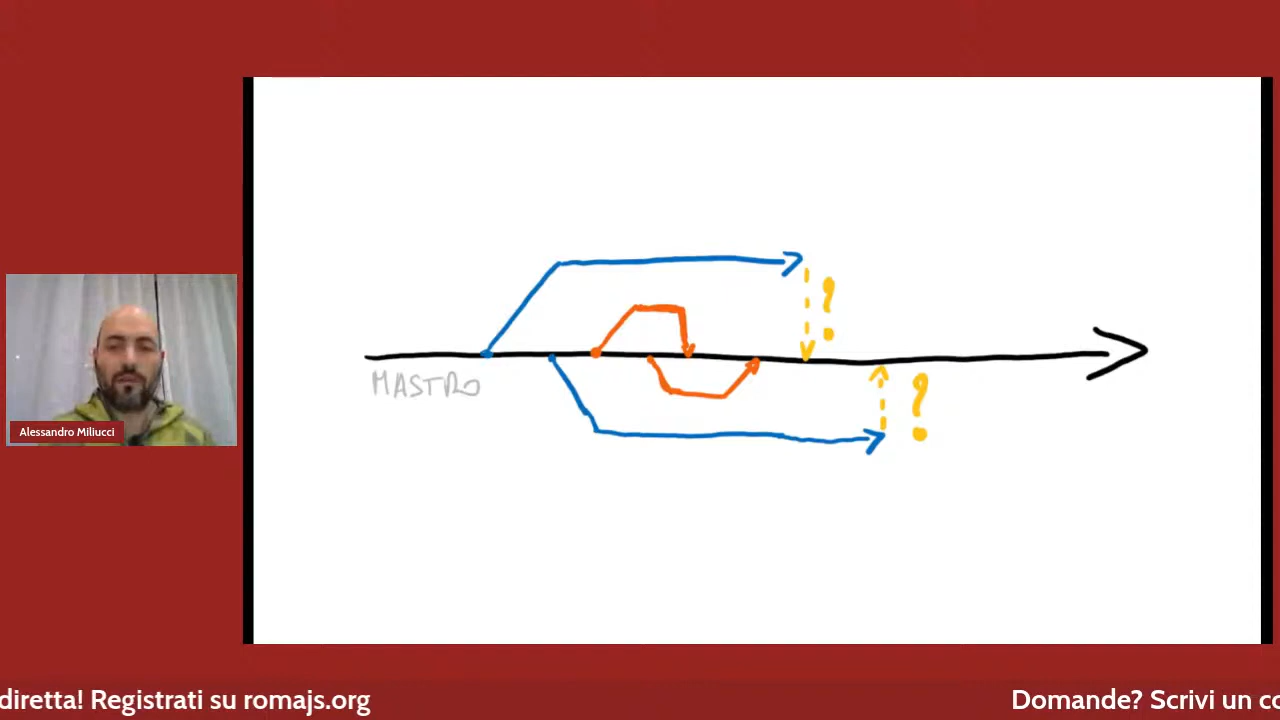 MASTRO
? ?
Alessandro Miliucci
diretta! Registrati su romajs.org
Domande? Scrivi un co